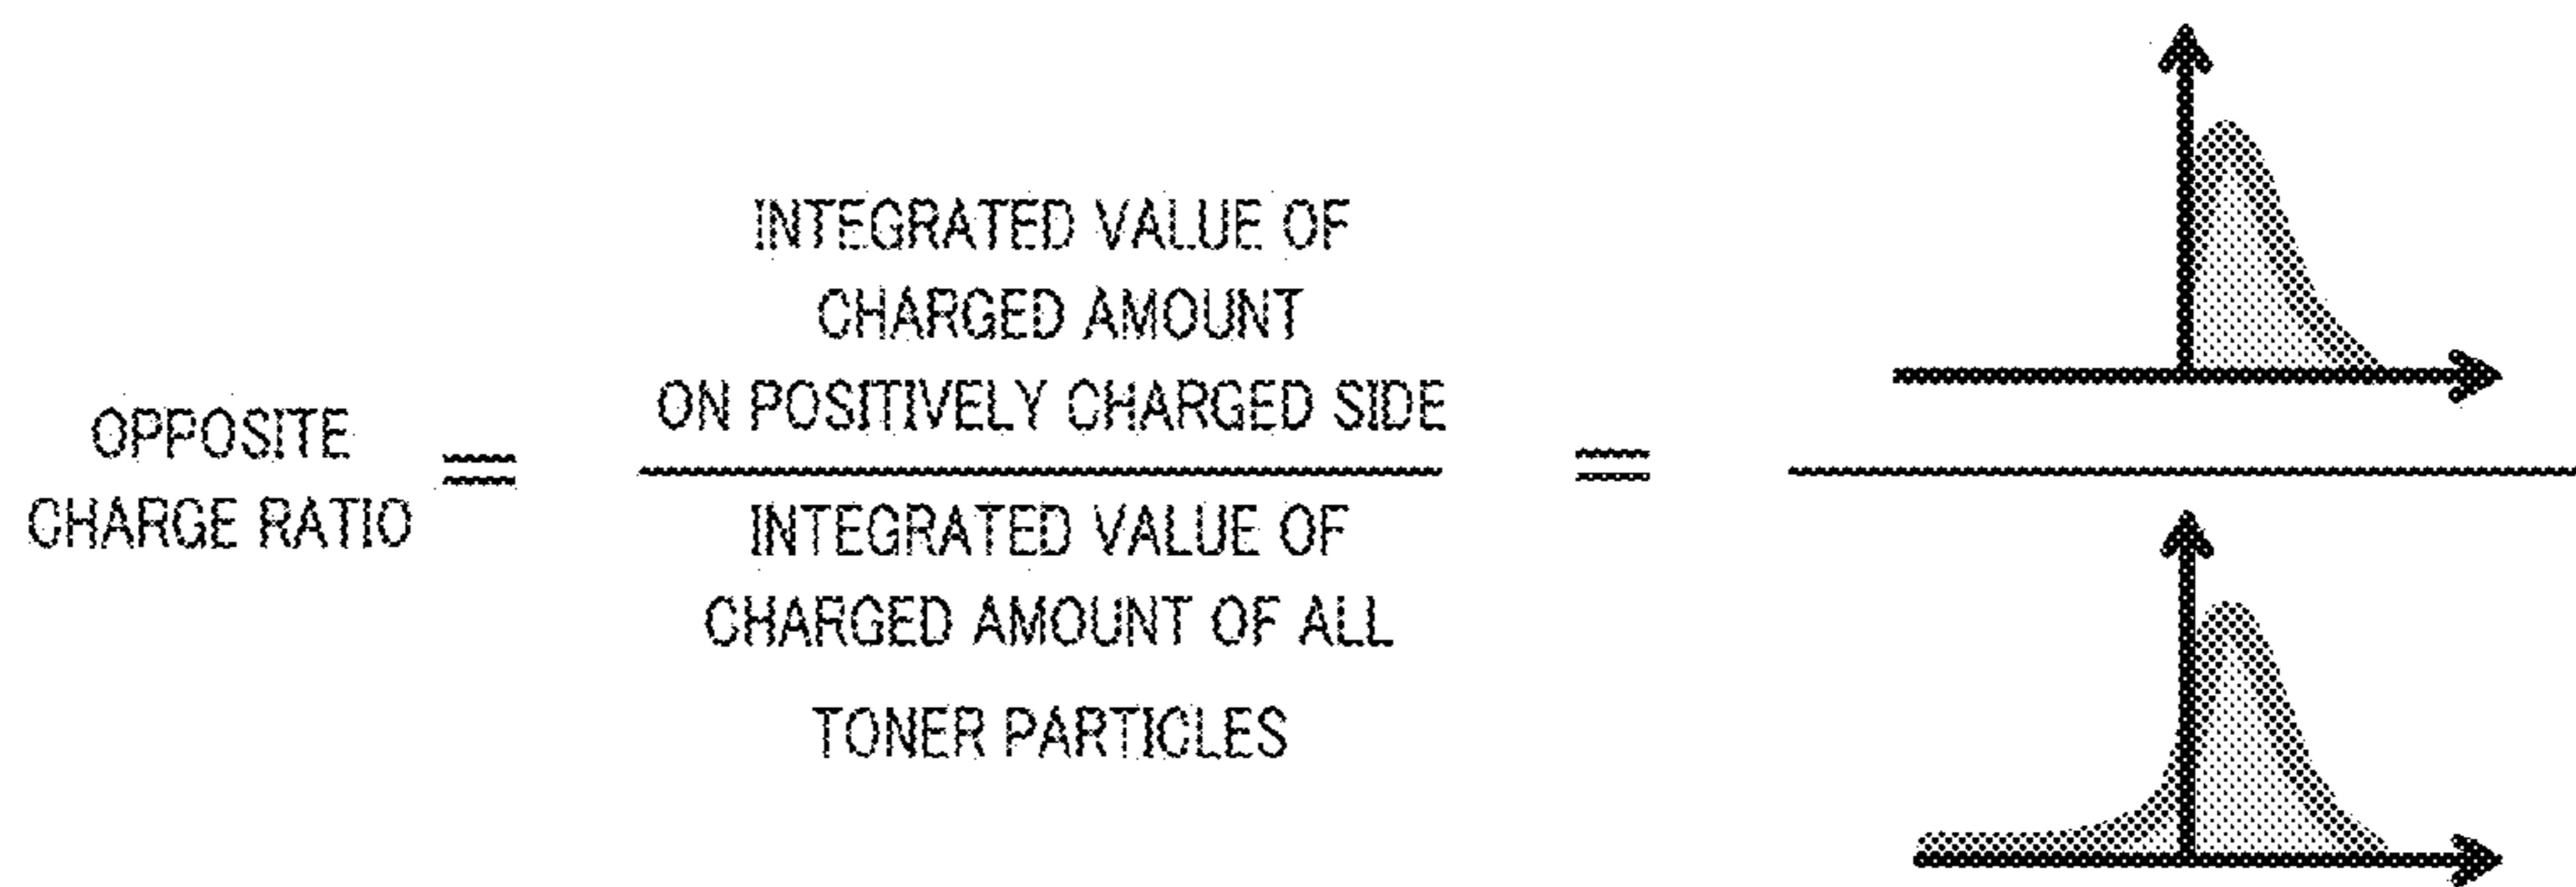 OPPOSITE
CHARGE RATIO
=
INTEGRATED VALUE OF
CHARGED AMOUNT
ON POSITIVELY CHARGED SIDE
INTEGRATED VALUE OF
CHARGED AMOUNT OF ALL
TONER PARTICLES
=